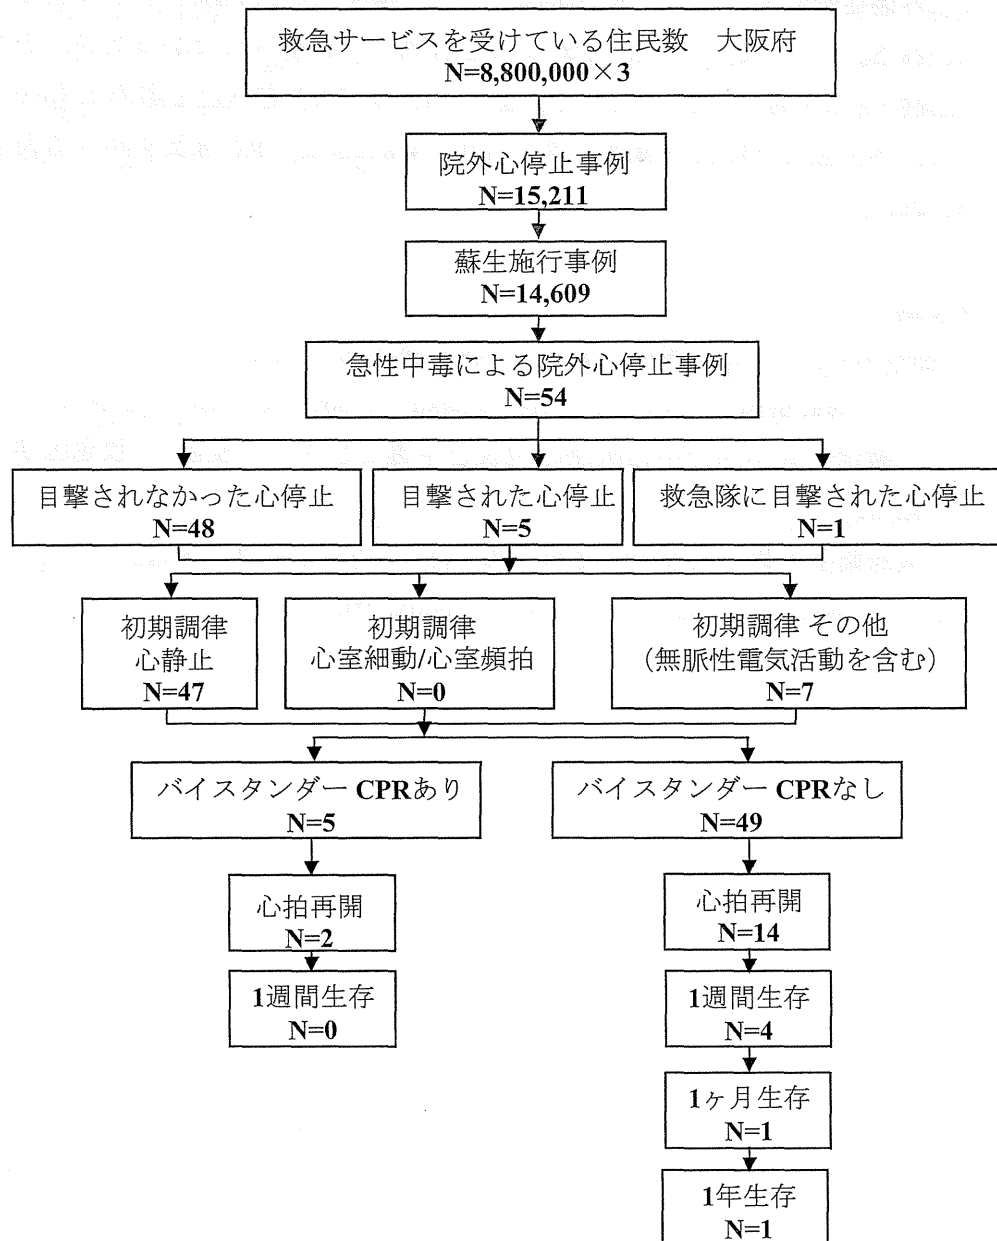 救急サービスを受けている住民数　大阪府
N=8,800,000×3
院外心停止事例
N=15,211
蘇生施行事例
N=14,609
急性中毒による院外心停止事例
N=54
目撃されなかった心停止
N=48
目撃された心停止
N=5
救急隊に目撃された心停止
N=1
初期調律
心静止
N=47
初期調律
心室細動/心室頻拍
N=0
初期調律 その他
（無脈性電気活動を含む）
N=7
バイスタンダー CPRあり
N=5
バイスタンダー CPRなし
N=49
心拍再開
N=2
心拍再開
N=14
1週間生存
N=0
1週間生存
N=4
1ヶ月生存
N=1
1年生存
N=1